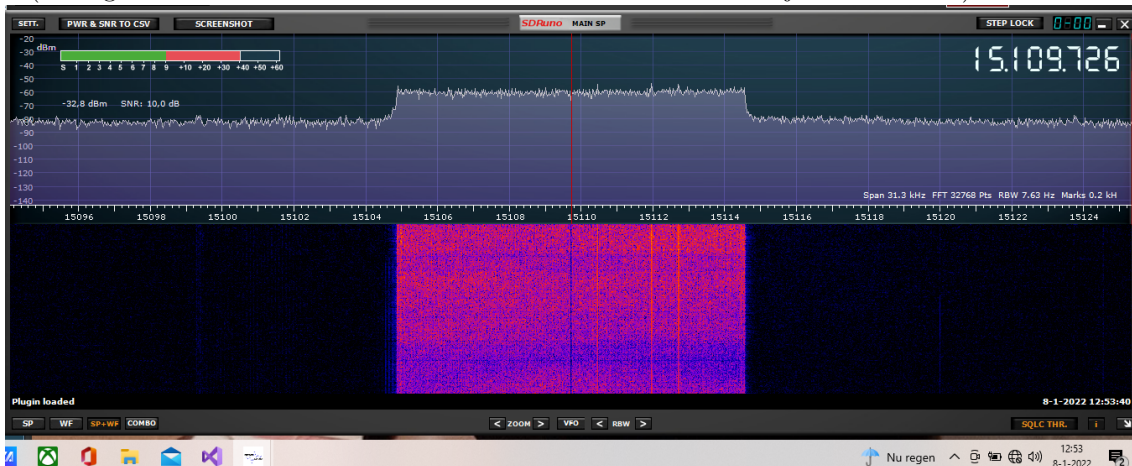 SETT. PWR & SNR TO CSV SCREENSHOT SDRuno MAIN SP STEP LOCK 0-00
-20
-30 dBm
-40
S 1 2 3 4 5 6 7 8 9 +10 +20 +30 +40 +50 +60
15.109.726
-50
-60
-70 -32,8 dBm SNR: 10,0 dB
-80
-90
-100
-110
-120
-130
Span 31.3 kHz FFT 32768 Pts RBW 7.63 Hz Marks 0.2 kH
-140
15096 15098 15100 15102 15104 15106 15108 15110 15112 15114 15116 15118 15120 15122 15124
Plugin loaded 8-1-2022 12:53:40
SP WF SP+WF COMBO < ZOOM > VFO < RBW > SQLC THR. i
Nu regen 12:53
8-1-2022 2